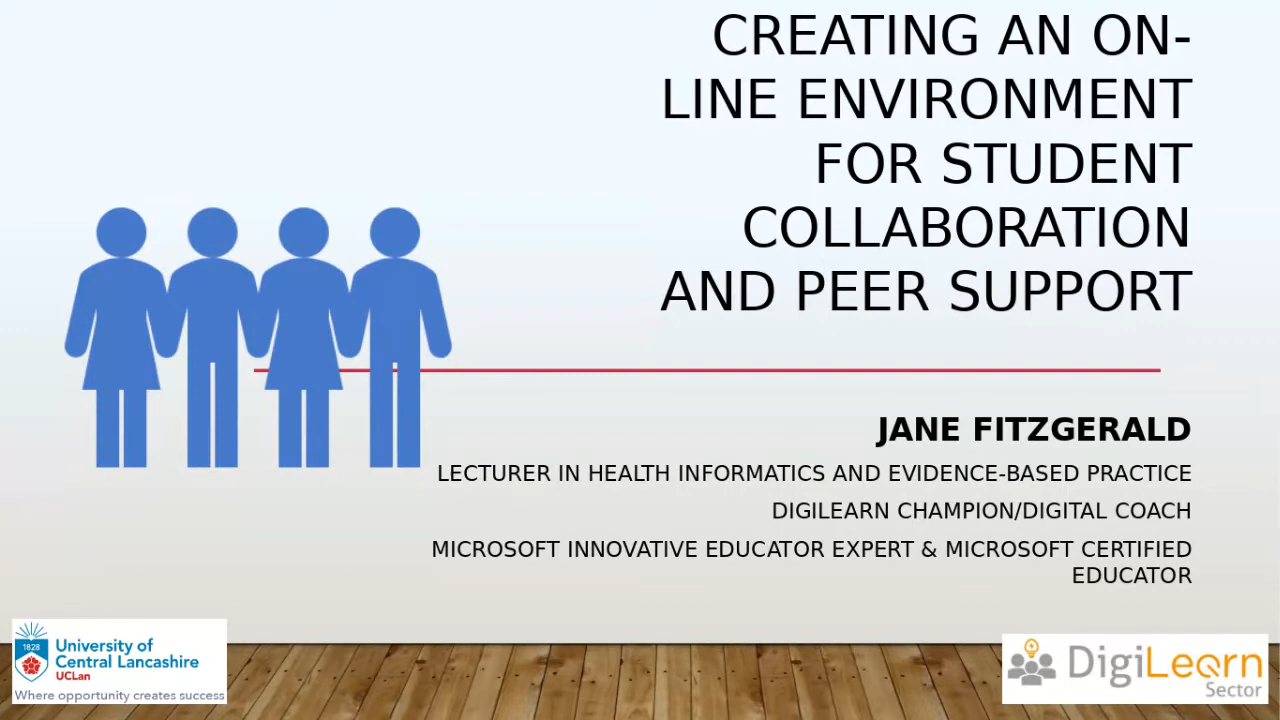 CREATING AN ON-
LINE ENVIRONMENT
FOR STUDENT
COLLABORATION
AND PEER SUPPORT
JANE FITZGERALD
LECTURER IN HEALTH INFORMATICS AND EVIDENCE-BASED PRACTICE
DIGILEARN CHAMPION/DIGITAL COACH
MICROSOFT INNOVATIVE EDUCATOR EXPERT & MICROSOFT CERTIFIED
EDUCATOR
1828
University of
Central Lancashire
UCLan
Where opportunity creates success
DigiLearn
Sector